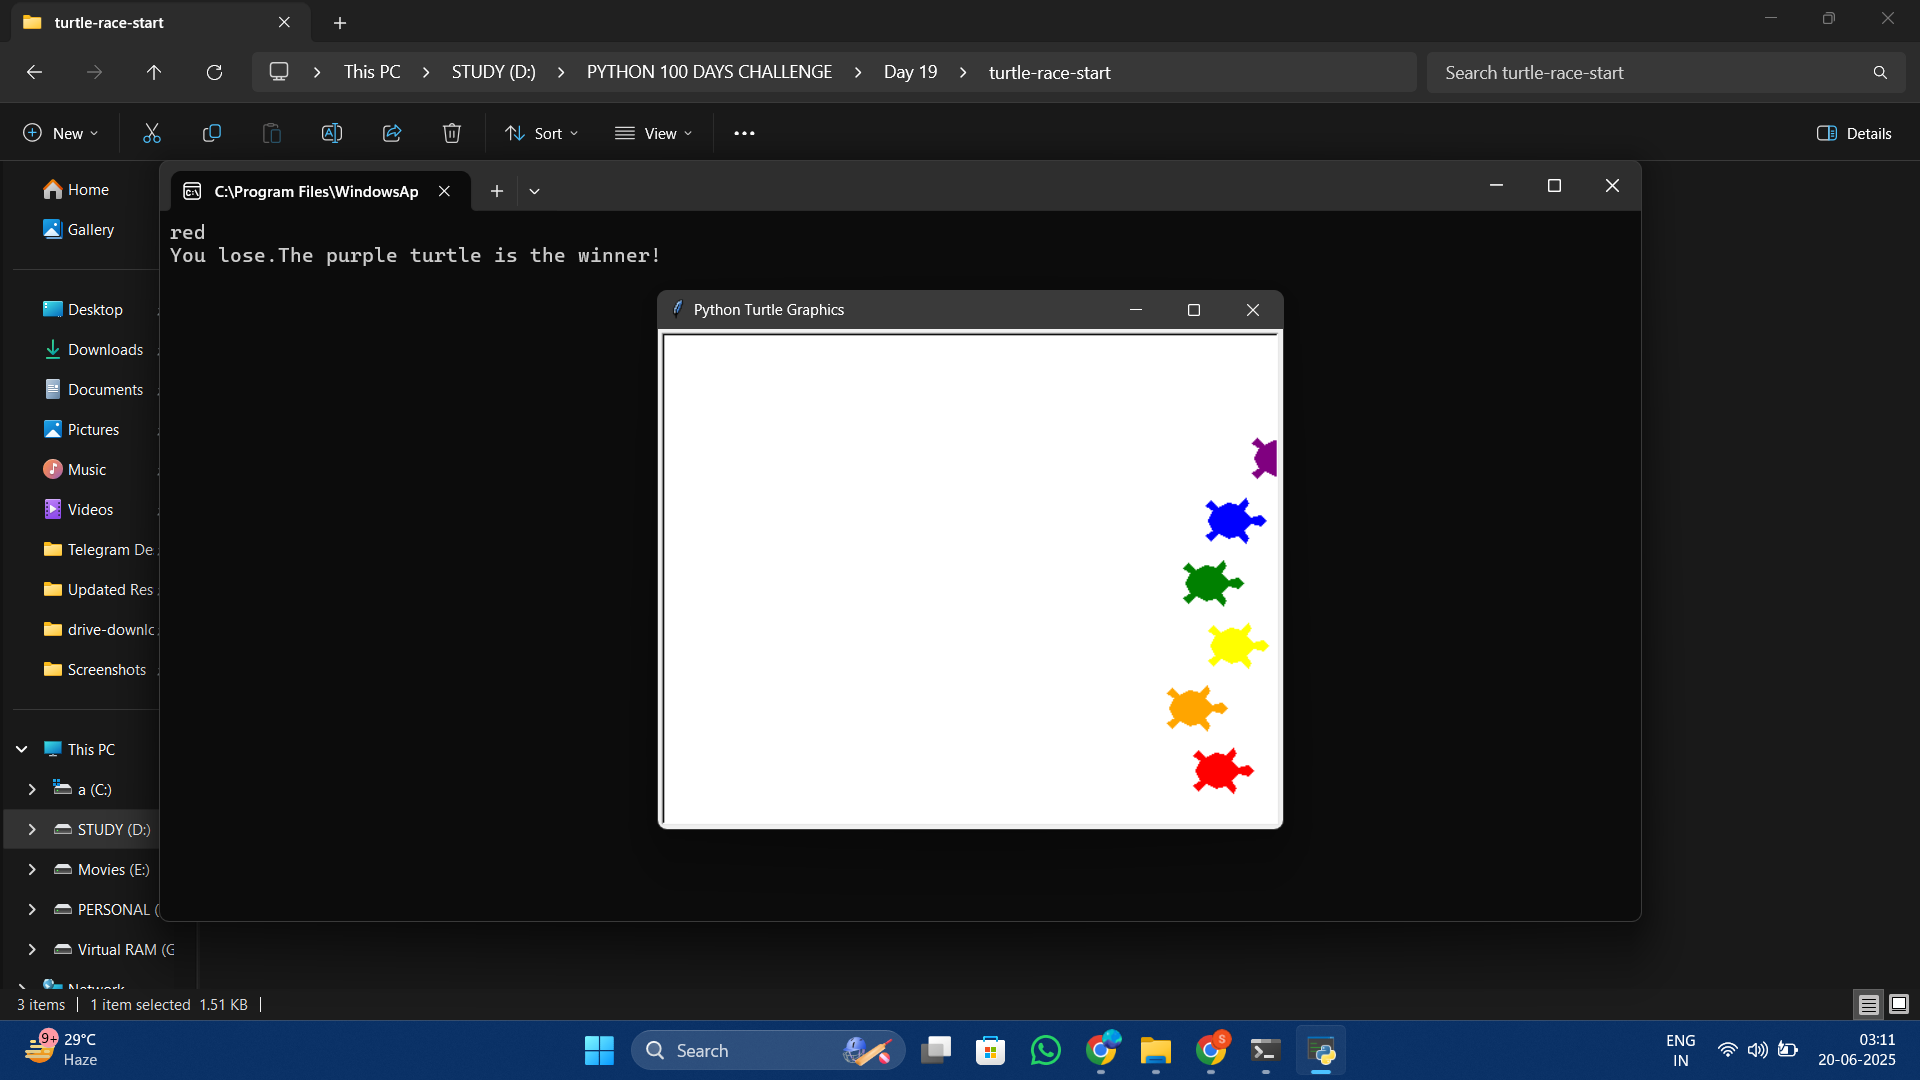 turtle-race-start
This PC
STUDY (D:)
PYTHON 100 DAYS CHALLENGE
Day 19
turtle-race-start
Search turtle-race-start
New
Sort
View
Details
Home
Gallery
Desktop
Downloads
Documents
Pictures
Music
Videos
Telegram De
Updated Res
drive-downlo
Screenshots
This PC
a (C:)
STUDY (D:)
Movies (E:)
PERSONAL (
Virtual RAM (G
Network
C:\Program Files\WindowsAp
red
You lose.The purple turtle is the winner!
Python Turtle Graphics
3 items
1 item selected 1.51 KB
9+
29°C
Haze
Search
S
ENG
IN
03:11
20-06-2025